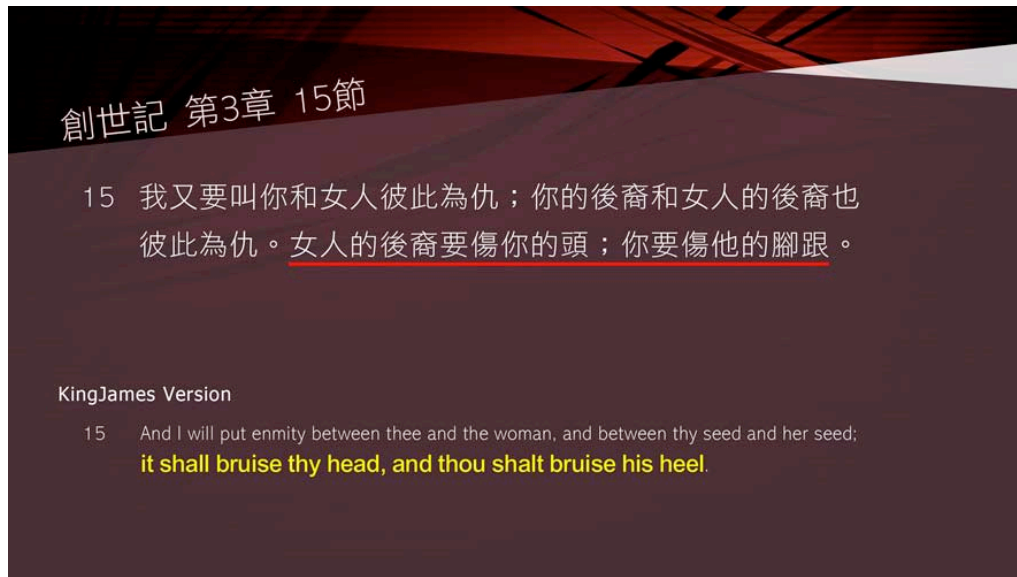 創世記 第3章 15節
15 我又要叫你和女人彼此為仇；你的後裔和女人的後裔也
彼此為仇。女人的後裔要傷你的頭；你要傷他的腳跟。
KingJames Version
15 And I will put enmity between thee and the woman, and between thy seed and her seed;
it shall bruise thy head, and thou shalt bruise his heel.